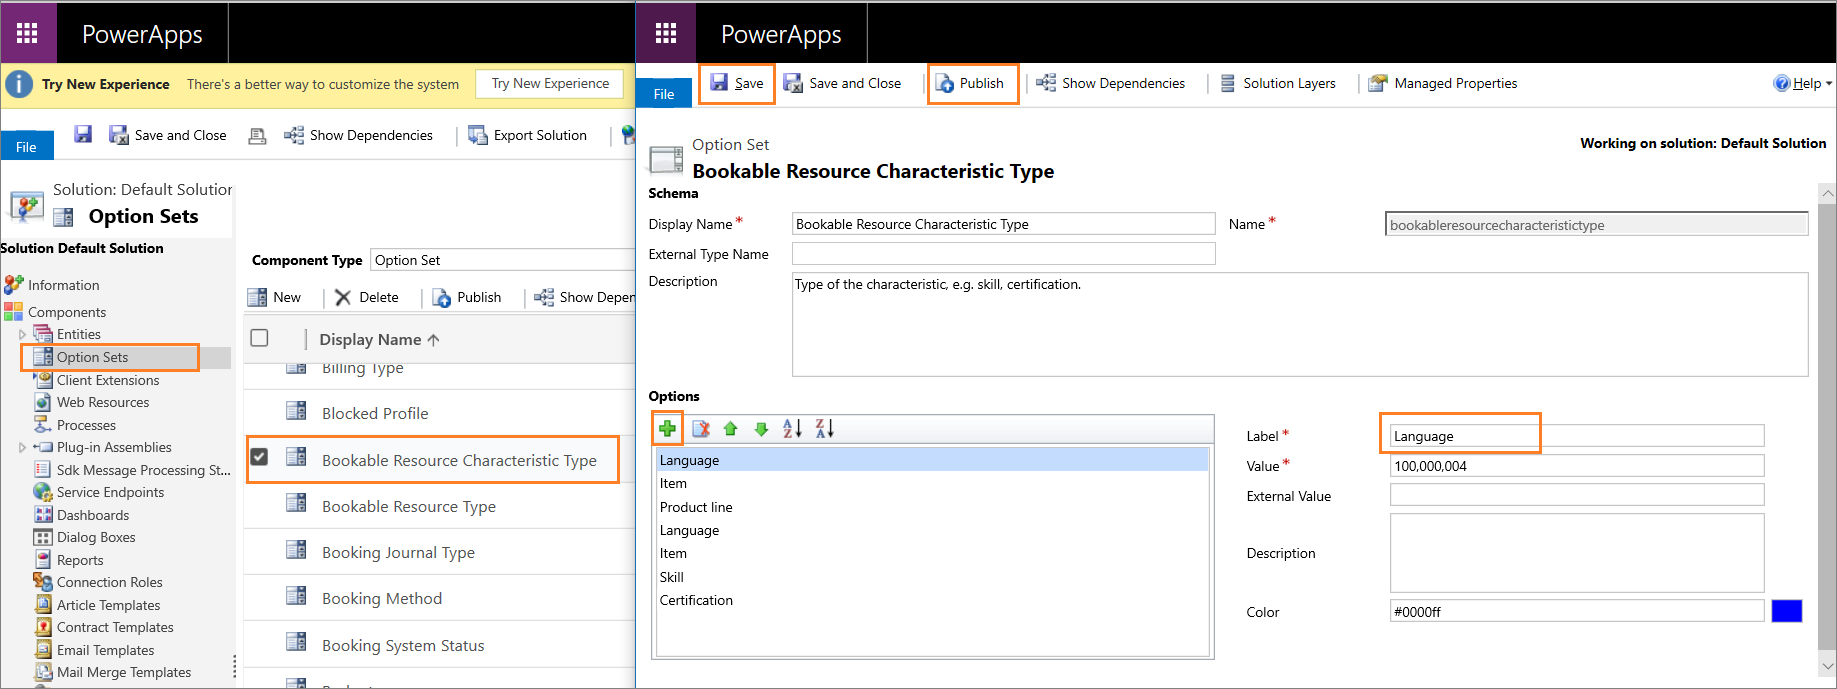 PowerApps
Try New Experience There's a better way to customize the system Try New Experience
File Save and Close Show Dependencies Export Solution
Solution: Default Solution
Option Sets
Solution Default Solution
Information
Components
Entities
Option Sets
Client Extensions
Web Resources
Processes
Plug-in Assemblies
Sdk Message Processing St...
Service Endpoints
Dashboards
Dialog Boxes
Reports
Connection Roles
Article Templates
Contract Templates
Email Templates
Mail Merge Templates
Component Type Option Set
New Delete Publish Show Depen
Display Name
Billing Type
Blocked Profile
Bookable Resource Characteristic Type
Bookable Resource Type
Booking Journal Type
Booking Method
Booking System Status
PowerApps
File Save Save and Close Publish Show Dependencies Solution Layers Managed Properties Help
Option Set
Bookable Resource Characteristic Type
Working on solution: Default Solution
Schema
Display Name * Bookable Resource Characteristic Type Name * bookableresourcecharacteristictype
External Type Name
Description Type of the characteristic, e.g. skill, certification.
Options
Language
Item
Product line
Language
Item
Skill
Certification
Label * Language
Value * 100,000,004
External Value
Description
Color #0000ff